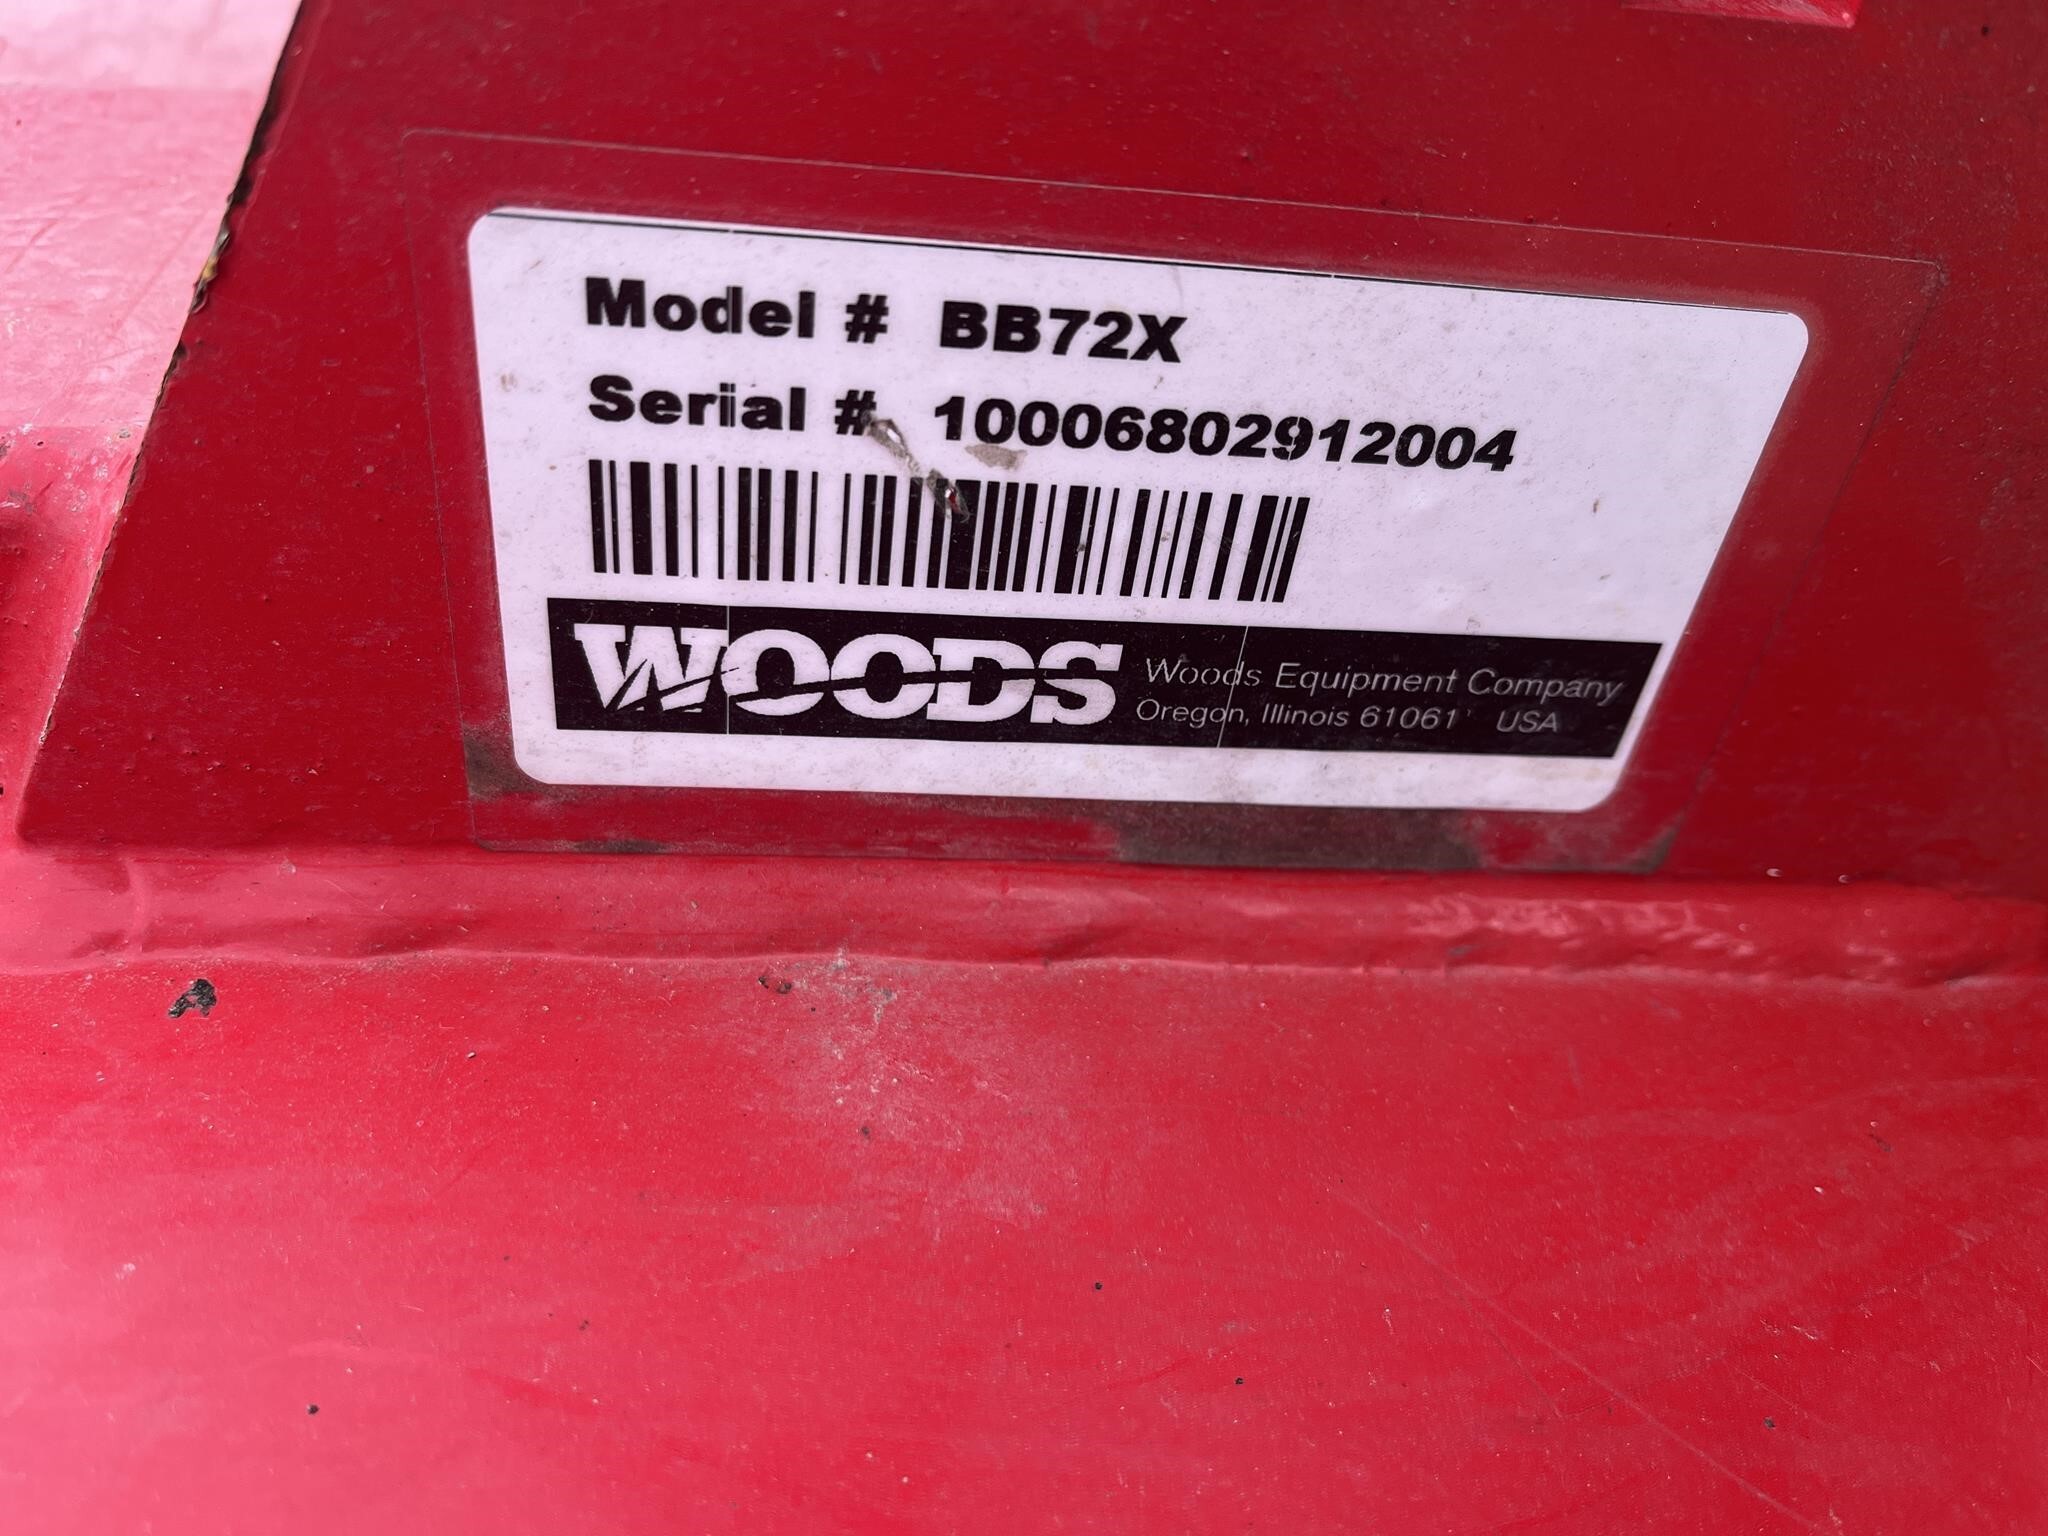 Model # BB72X
Serial # 10006802912004
WOODS
Woods Equipment Company
Oregon, Illinois 61061 USA